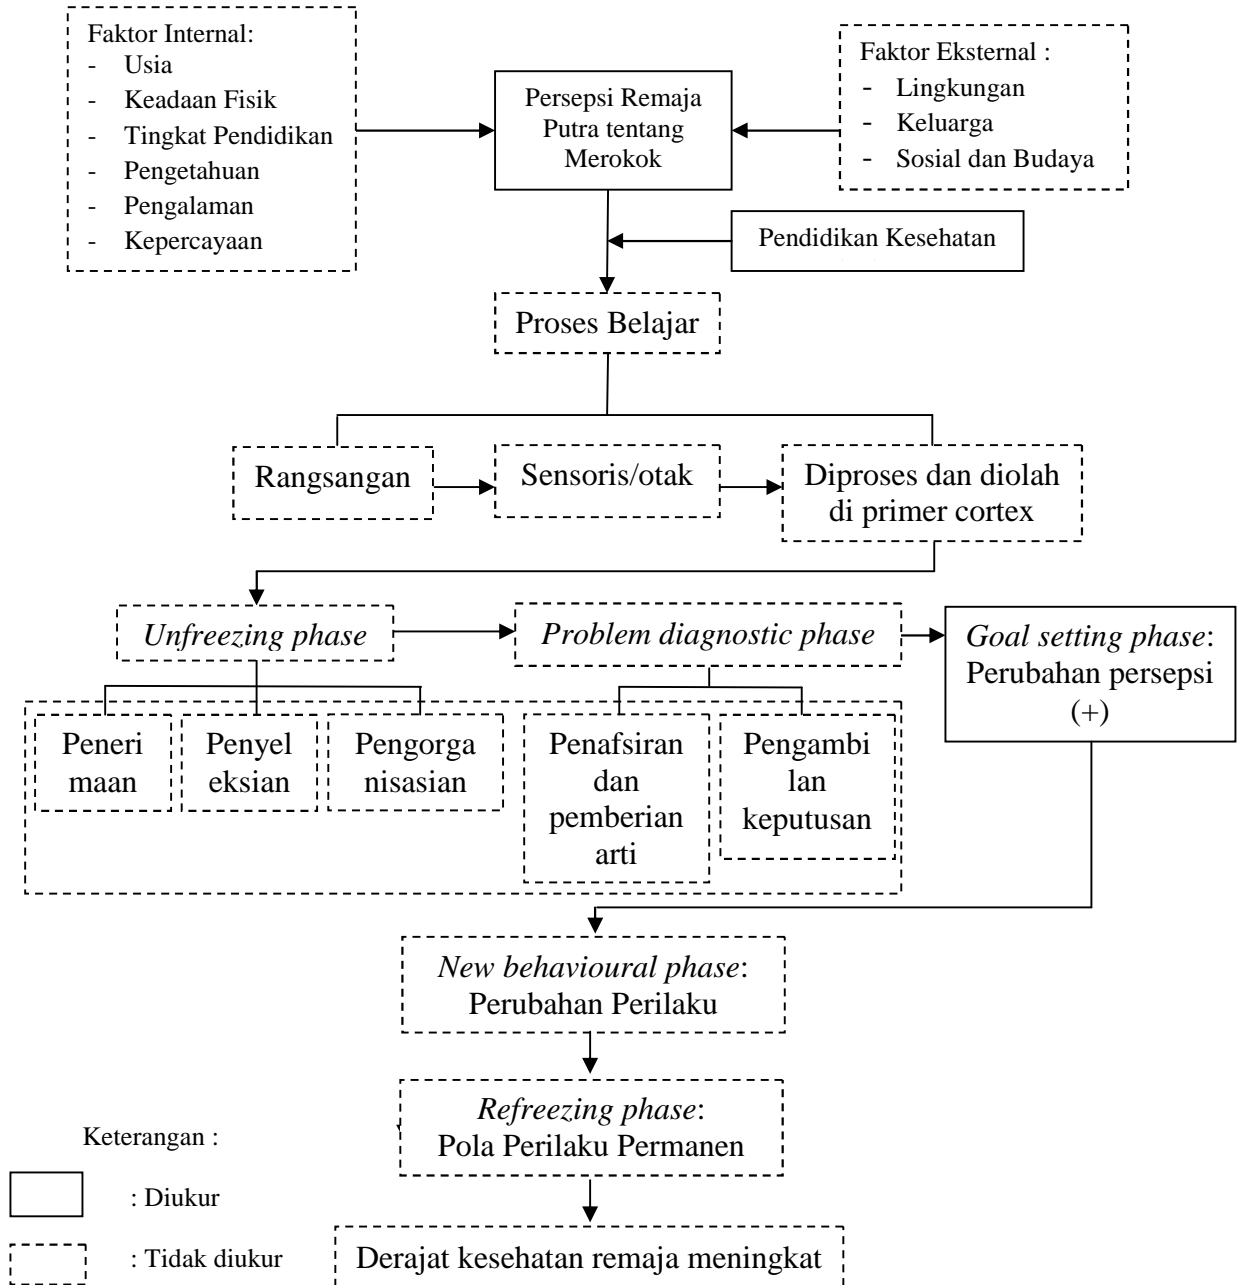 Faktor Internal:
- Usia
- Keadaan Fisik
- Tingkat Pendidikan
- Pengetahuan
- Pengalaman
- Kepercayaan
Persepsi Remaja
Putra tentang
Merokok
Faktor Eksternal :
- Lingkungan
- Keluarga
- Sosial dan Budaya
Pendidikan Kesehatan
Proses Belajar
Rangsangan
Sensoris/otak
Diproses dan diolah
di primer cortex
Unfreezing phase
Problem diagnostic phase
Goal setting phase:
Perubahan persepsi
(+)
Peneri
maan
Penyel
eksian
Pengorga
nisasian
Penafsiran
dan
pemberian
arti
Pengambi
lan
keputusan
New behavioural phase:
Perubahan Perilaku
Refreezing phase:
Pola Perilaku Permanen
Derajat kesehatan remaja meningkat
Keterangan :
: Diukur
: Tidak diukur